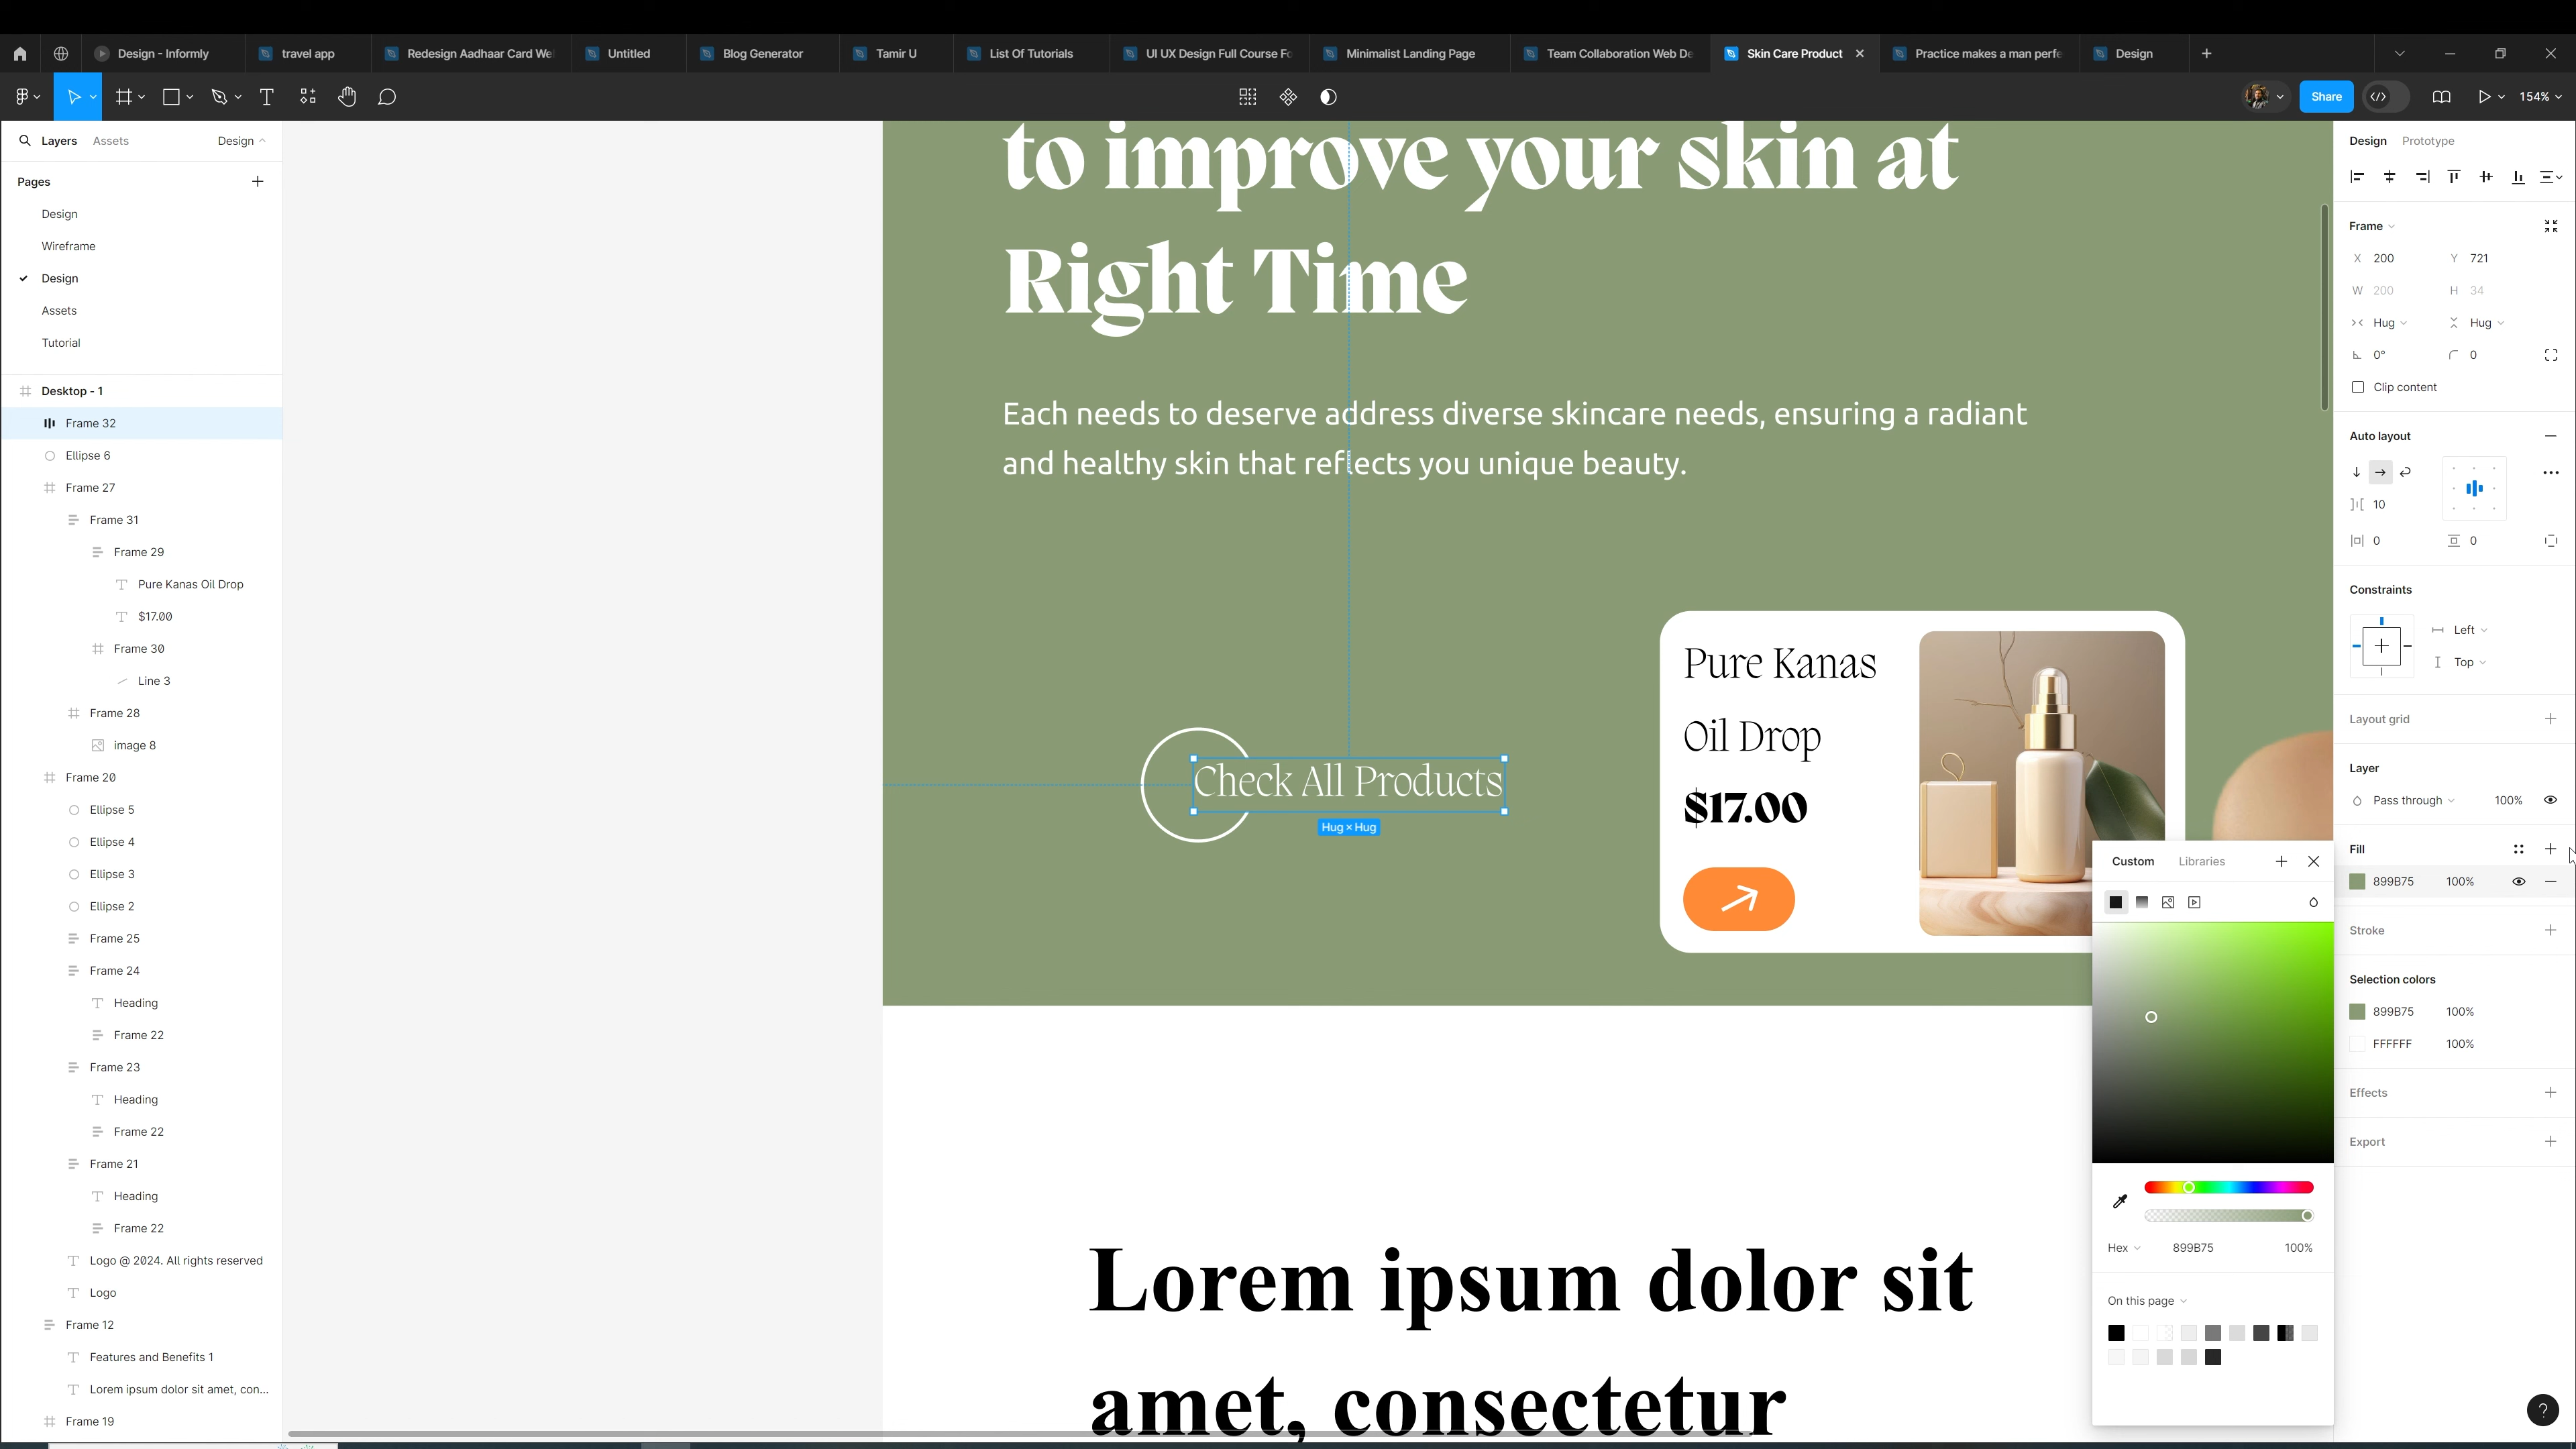 Design - Informly
travel app
Redesign Aadhaar Card We
Untitled
Blog Generator
Tamir U
List Of Tutorials
UI UX Design Full Course Fo
Minimalist Landing Page
Team Collaboration Web De
Skin Care Product
Practice makes a man perfe
Design
Share
154%
Layers
Assets
Design
Pages
Design
Wireframe
Design
Assets
Tutorial
Desktop - 1
Frame 32
Ellipse 6
Frame 27
Frame 31
Frame 29
Pure Kanas Oil Drop
$17.00
Frame 30
Line 3
Frame 28
image 8
Frame 20
Ellipse 5
Ellipse 4
Ellipse 3
Ellipse 2
Frame 25
Frame 24
Heading
Frame 22
Frame 23
Heading
Frame 22
Frame 21
Heading
Frame 22
Logo @ 2024. All rights reserved
Logo
Frame 12
Features and Benefits 1
Lorem ipsum dolor sit amet, con...
Frame 19
to improve your skin at
Right Time
Each needs to deserve address diverse skincare needs, ensuring a radiant
and healthy skin that reflects you unique beauty.
Check All Products
Hug × Hug
Pure Kanas
Oil Drop
$17.00
Lorem ipsum dolor sit
amet, consectetur
Custom
Libraries
Hex
899B75
100%
On this page
Design
Prototype
Frame
X 200
Y 721
W 200
H 34
Hug
Hug
0°
0
Clip content
Auto layout
10
0
0
Constraints
Left
Top
Layout grid
Layer
Pass through
100%
Fill
899B75
100%
Stroke
Selection colors
899B75
100%
FFFFFF
100%
Effects
Export
?